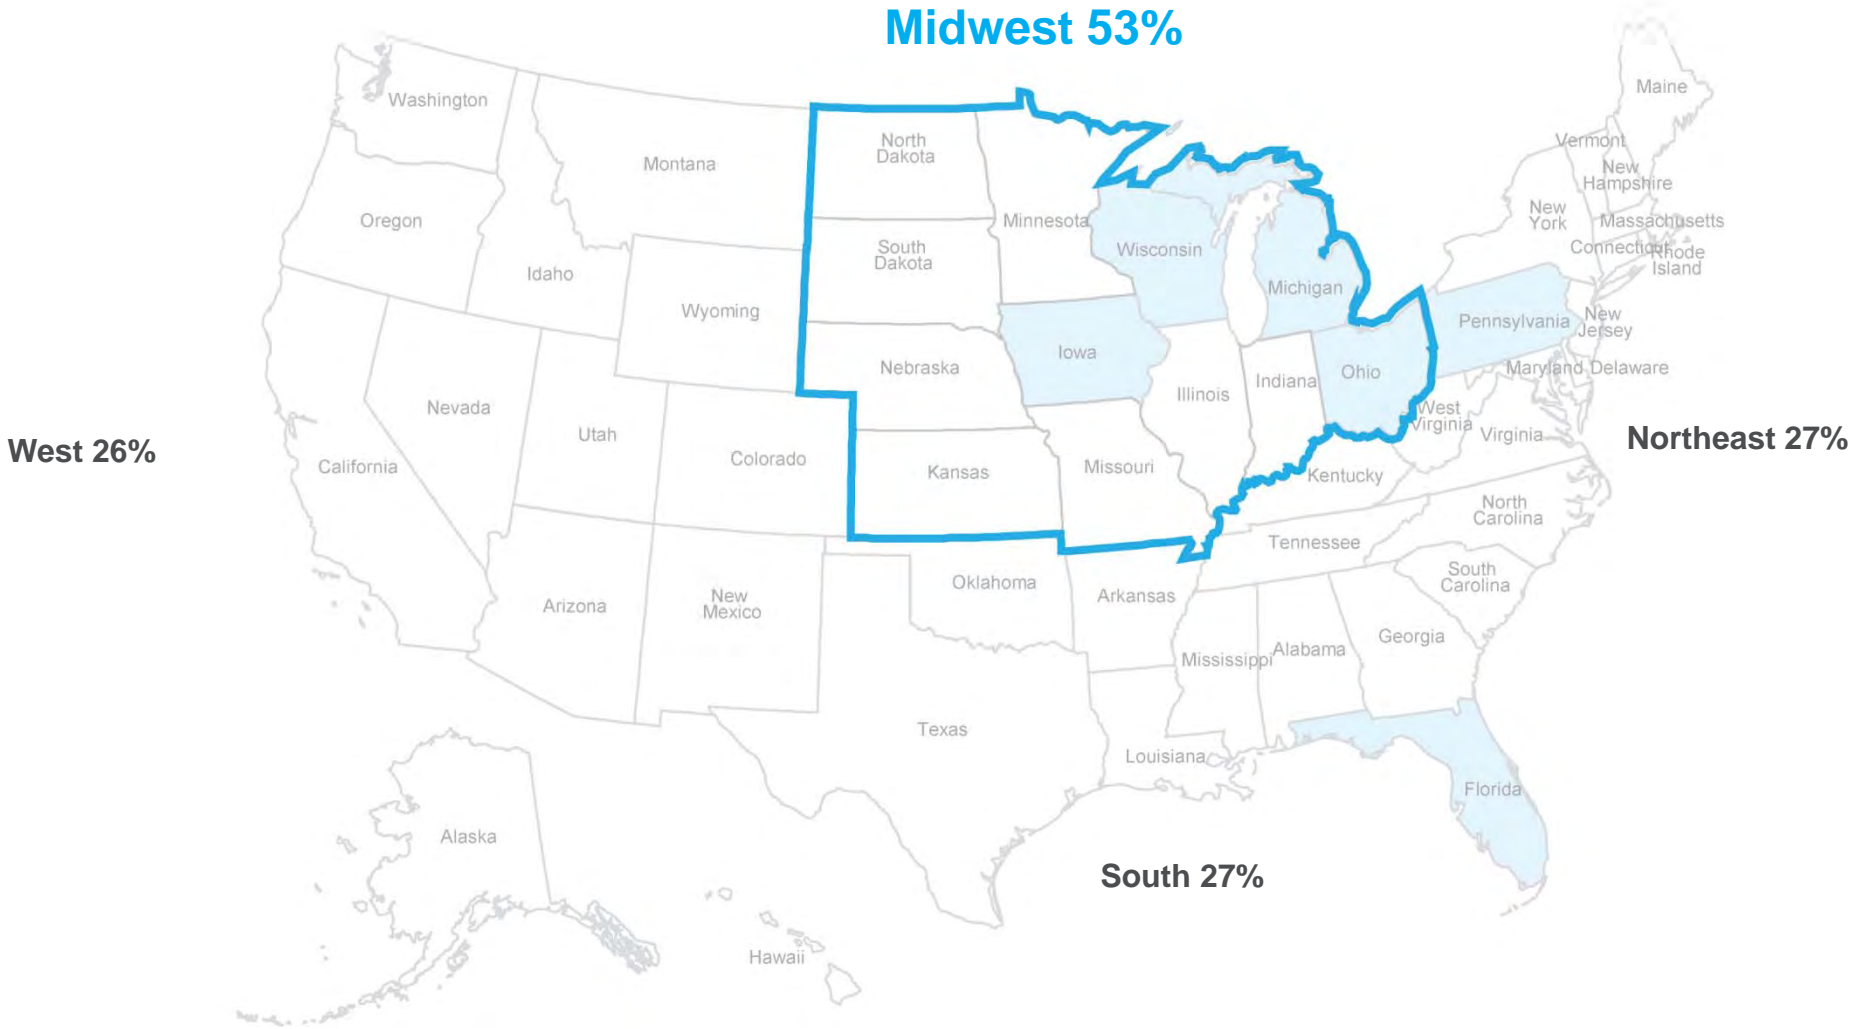 Midwest 53%
Maine
Washington
North
Dakota
Vermont
Montana
New
Hampshire
Oregon
Minnesota
New
York
Massachusetts
South
Dakota
Wisconsin
Connecticut
Rhode
Island
Idaho
Michigan
Wyoming
Pennsylvania
New
Jersey
Iowa
Nebraska
Ohio
Maryland
Delaware
Indiana
Illinois
Nevada
West
Virginia
Utah
Virginia
West 26%
Northeast 27%
California
Colorado
Missouri
Kansas
Kentucky
North
Carolina
Tennessee
Oklahoma
South
Carolina
Arkansas
Arizona
New
Mexico
Georgia
Alabama
Mississippi
Texas
Louisiana
Florida
Alaska
South 27%
Hawaii